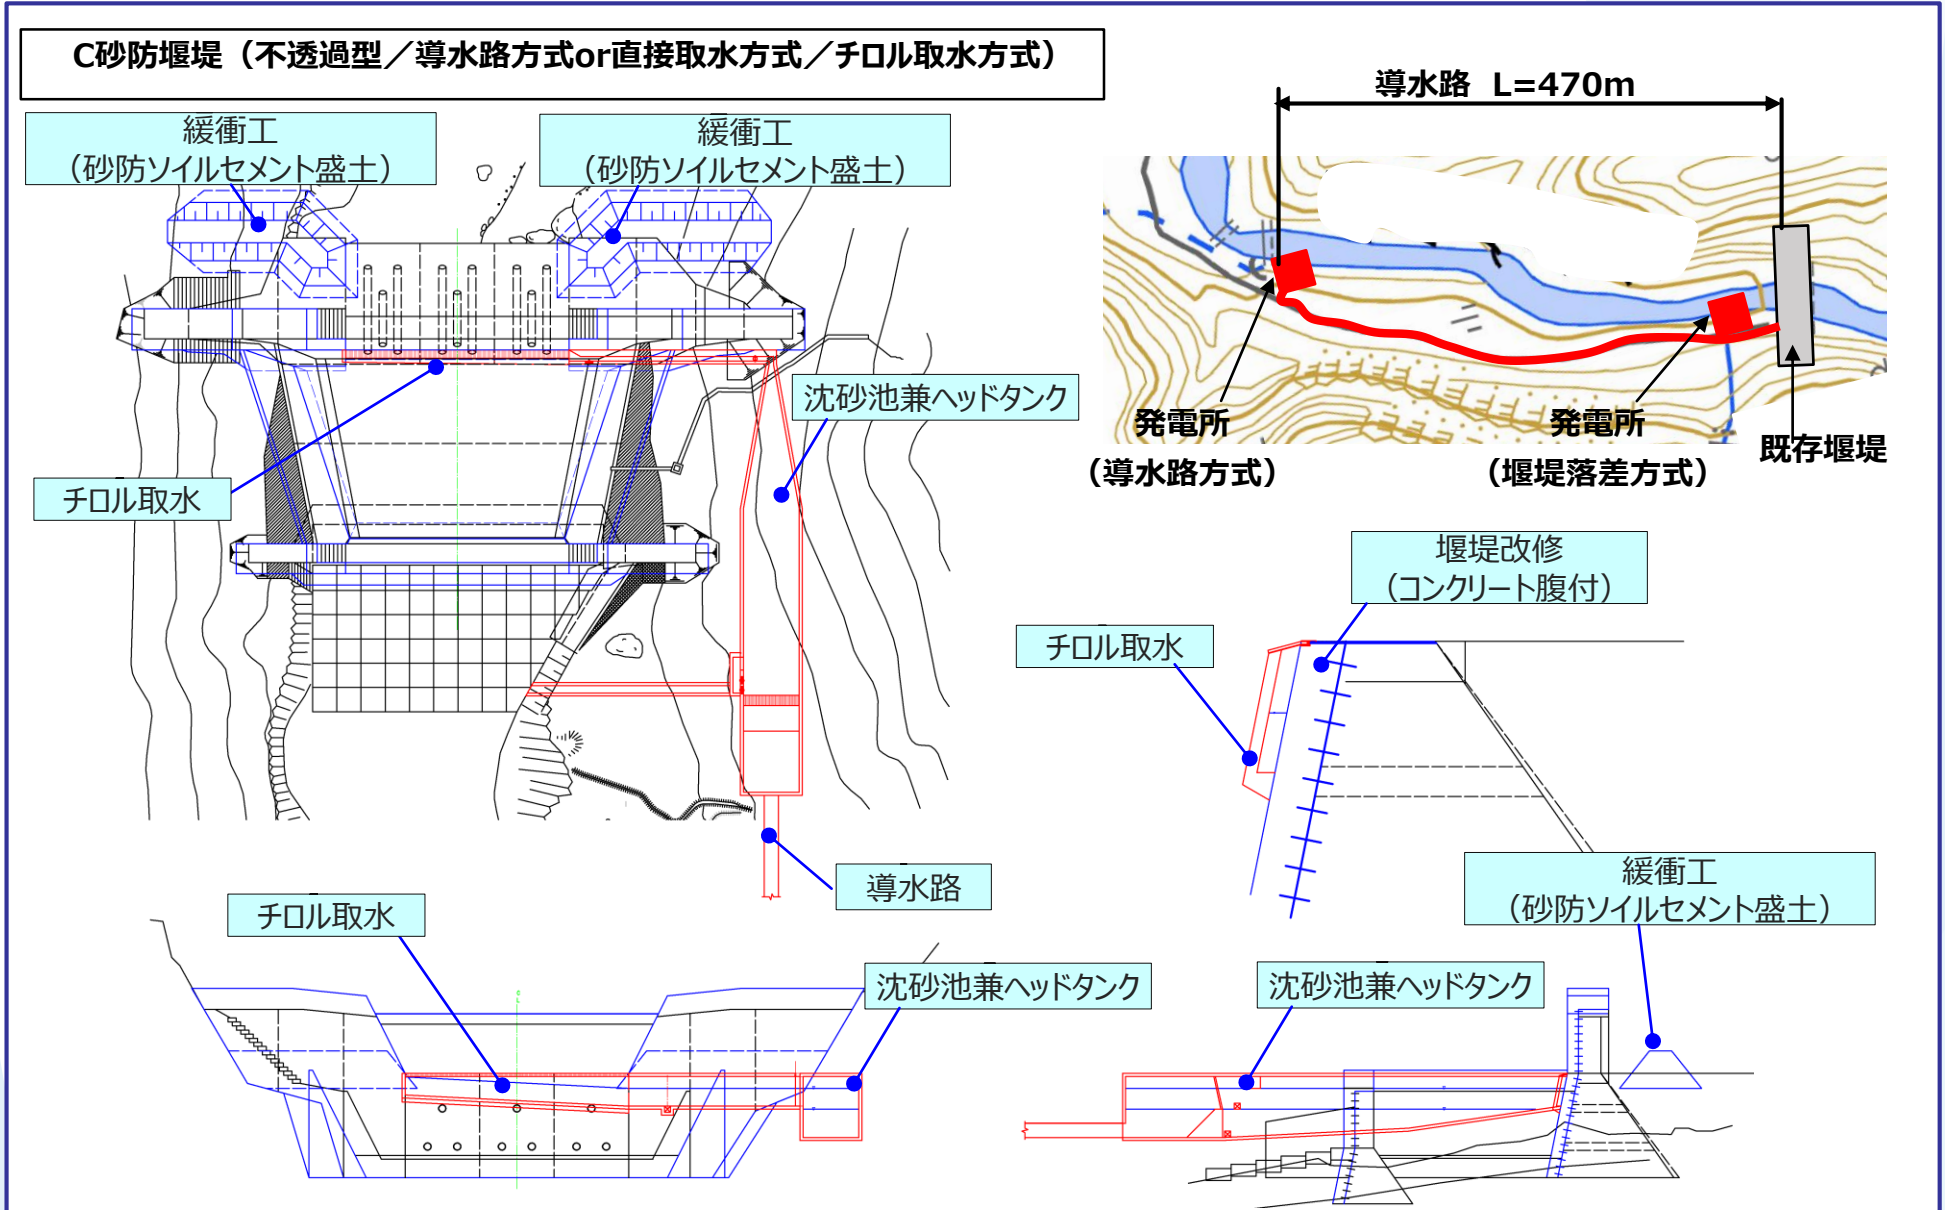 C砂防堰堤（不透過型／導水路方式or直接取水方式／チロル取水方式）
導水路 L=470m
緩衝工
（砂防ソイルセメント盛土）
緩衝工
（砂防ソイルセメント盛土）
沈砂池兼ヘッドタンク
チロル取水
導水路
発電所
（導水路方式）
発電所
（堰堤落差方式）
既存堰堤
堰堤改修
（コンクリート腹付）
チロル取水
緩衝工
（砂防ソイルセメント盛土）
チロル取水
沈砂池兼ヘッドタンク
沈砂池兼ヘッドタンク